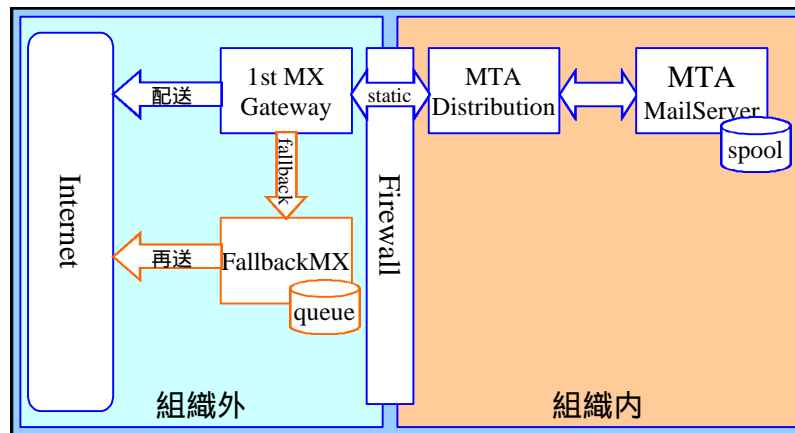 1st MX
Gateway
MTA
Distribution
MTA
MailServer
spool
配送
static
fallback
Internet
Firewall
再送
FallbackMX
queue
組織外
組織内